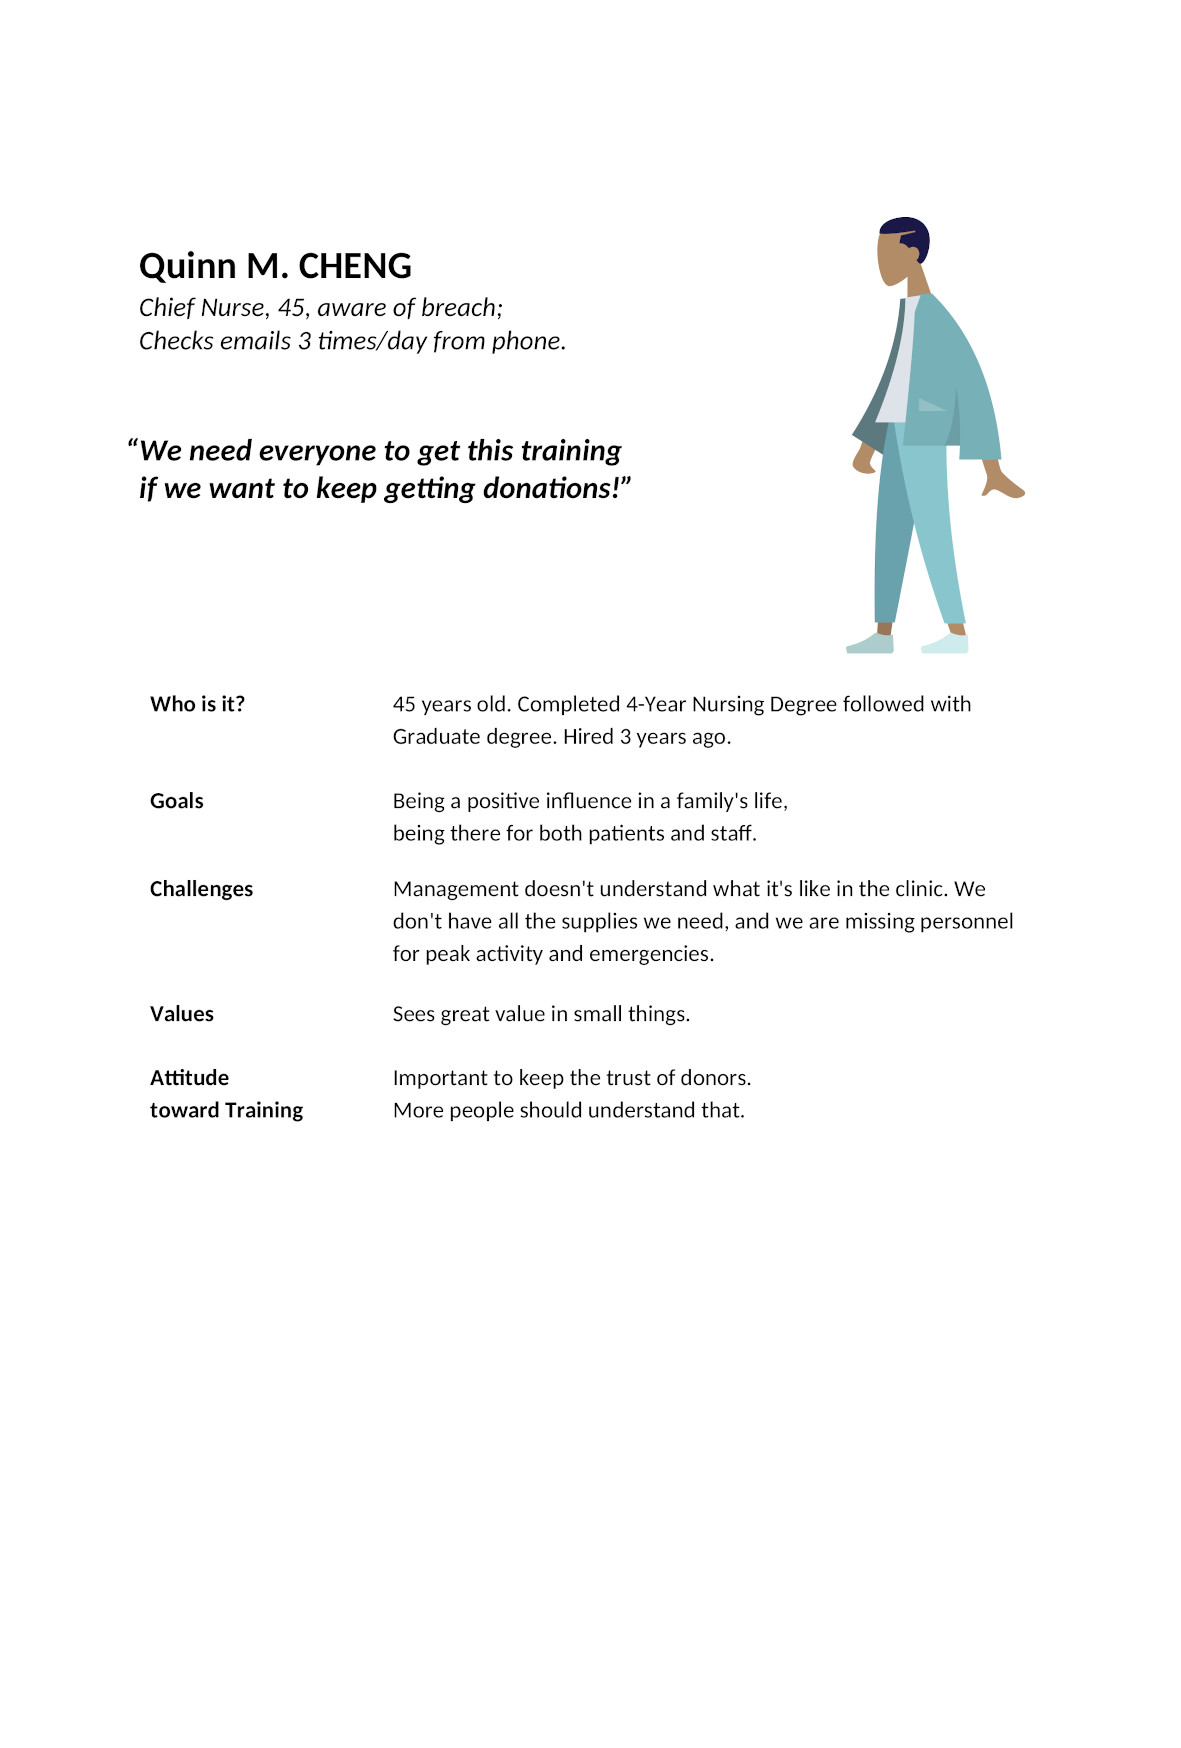 Quinn M. CHENG
Chief Nurse, 45, aware of breach;
Checks emails 3 times/day from phone.
“We need everyone to get this training
if we want to keep getting donations!”
Who is it?
45 years old. Completed 4-Year Nursing Degree followed with
Graduate degree. Hired 3 years ago.
Goals
Being a positive influence in a family's life,
being there for both patients and staff.
Challenges
Management doesn't understand what it's like in the clinic. We
don't have all the supplies we need, and we are missing personnel
for peak activity and emergencies.
Values
Sees great value in small things.
Attitude
toward Training
Important to keep the trust of donors.
More people should understand that.